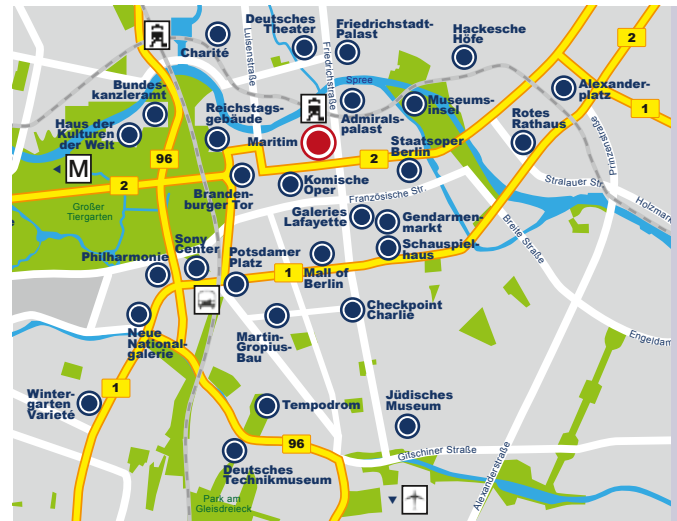 Deutsches
Theater
Friedrichstadt-
Palast
Hackesche
Höfe
2
Charité
Luisenstraße
Friedrichstraße
Bundes-
kanzleramt
Spree
Alexander-
platz
Haus der
Kulturen
der Welt
Reichstags-
gebäude
Admirals-
palast
Museums-
insel
Rotes
Rathaus
1
Prinzenstraße
Maritim
Staatsoper
Berlin
96
M
2
2
Branden-
burger Tor
Komische
Oper
Französische Str.
Stralauer Str.
Holzmark
Großer
Tiergarten
Galeries
Lafayette
Gendarmen-
markt
Breite Straße
Sony
Center
Philharmonie
Potsdamer
Platz
1
Mall of
Berlin
Schauspiel-
haus
Checkpoint
Charlie
Neue
National-
galerie
Martin-
Gropius-
Bau
Engeldam
1
Winter-
garten
Varieté
Tempodrom
Jüdisches
Museum
96
Gitschiner Straße
Deutsches
Technikmuseum
Alexanderstraße
Park am
Gleisdreieck